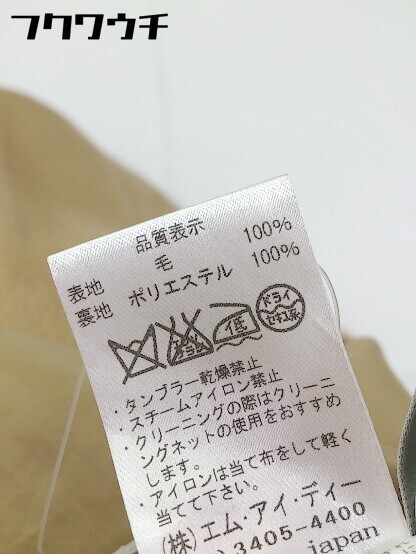 フクワウチ
品質表示
表地 毛 100%
裏地 ポリエステル 100%
低
ドライ
セキユ系
・タンブラー乾燥禁止
・スチームアイロン禁止
・クリーニングの際はクリーニ
ングネットの使用をおすすめ
します。
・アイロンは当て布をして軽く
当てて下さい。
(株)エム.アイ.ディー
)3405-4400
japan